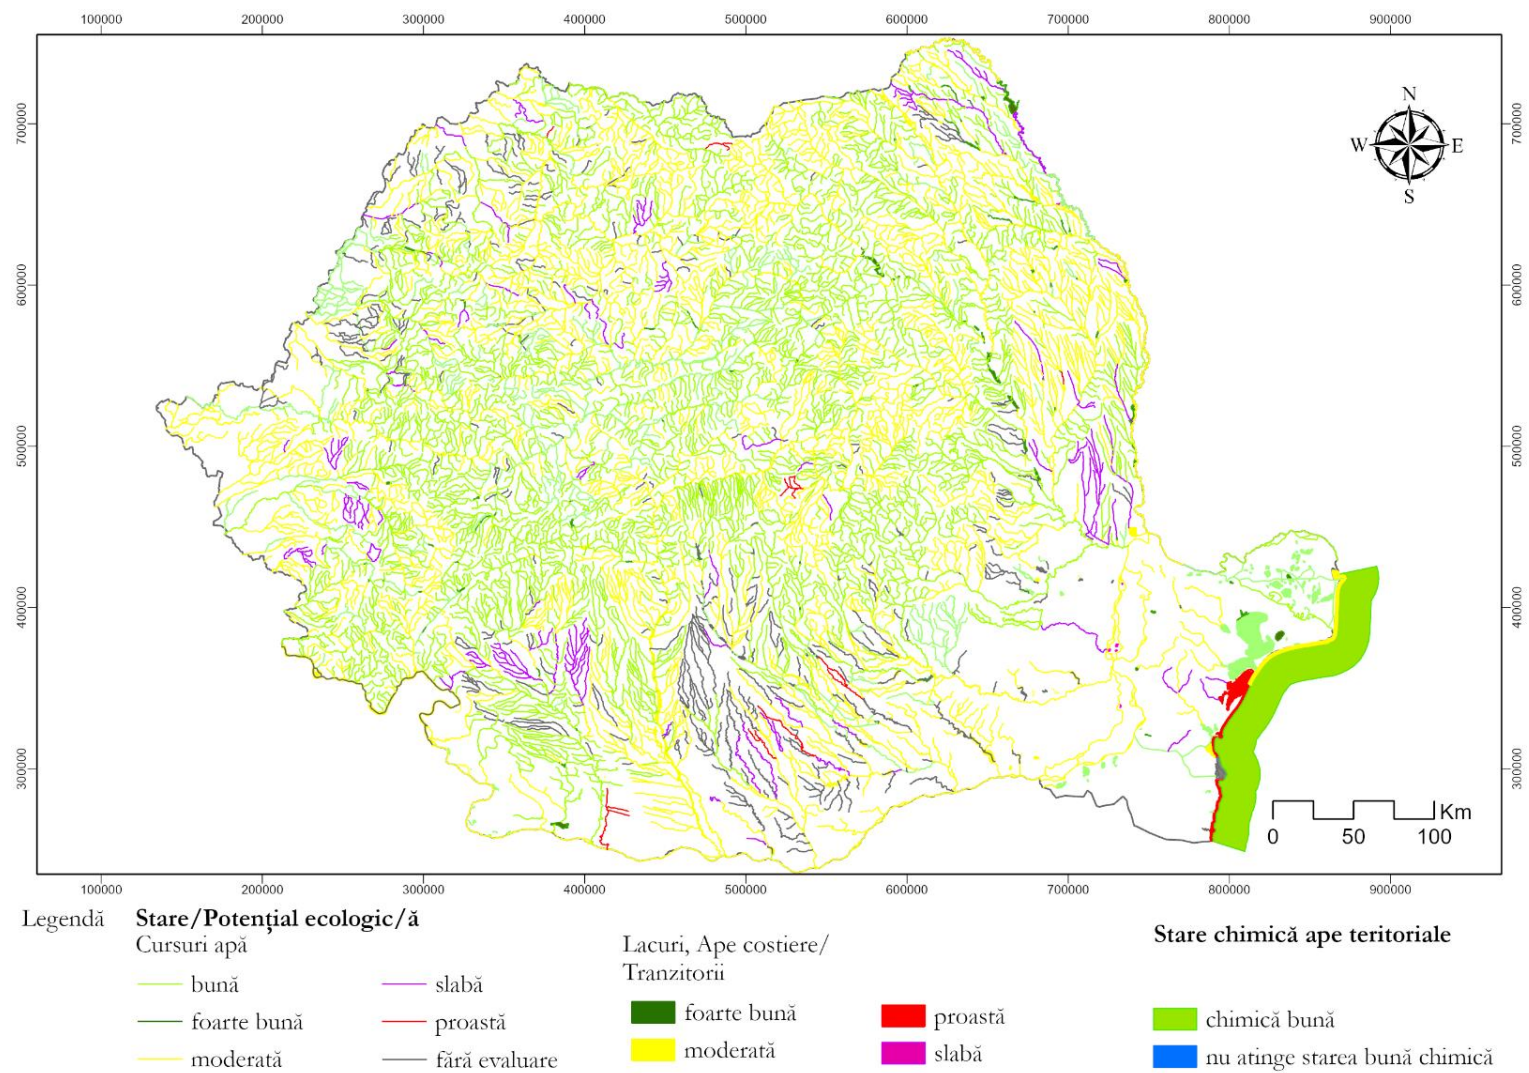 100000 200000 300000 400000 500000 600000 700000 800000 900000
700000 700000
600000 600000
500000 500000
400000 400000
300000 300000
N
W E
S
Km
0 50 100
100000 200000 300000 400000 500000 600000 700000 800000 900000
Legendă
Stare/Potențial ecologic/ă
Cursuri apă
bună
foarte bună
moderată
slabă
proastă
fără evaluare
Lacuri, Ape costiere/
Tranzitorii
foarte bună
moderată
proastă
slabă
Stare chimică ape teritoriale
chimică bună
nu atinge starea bună chimică